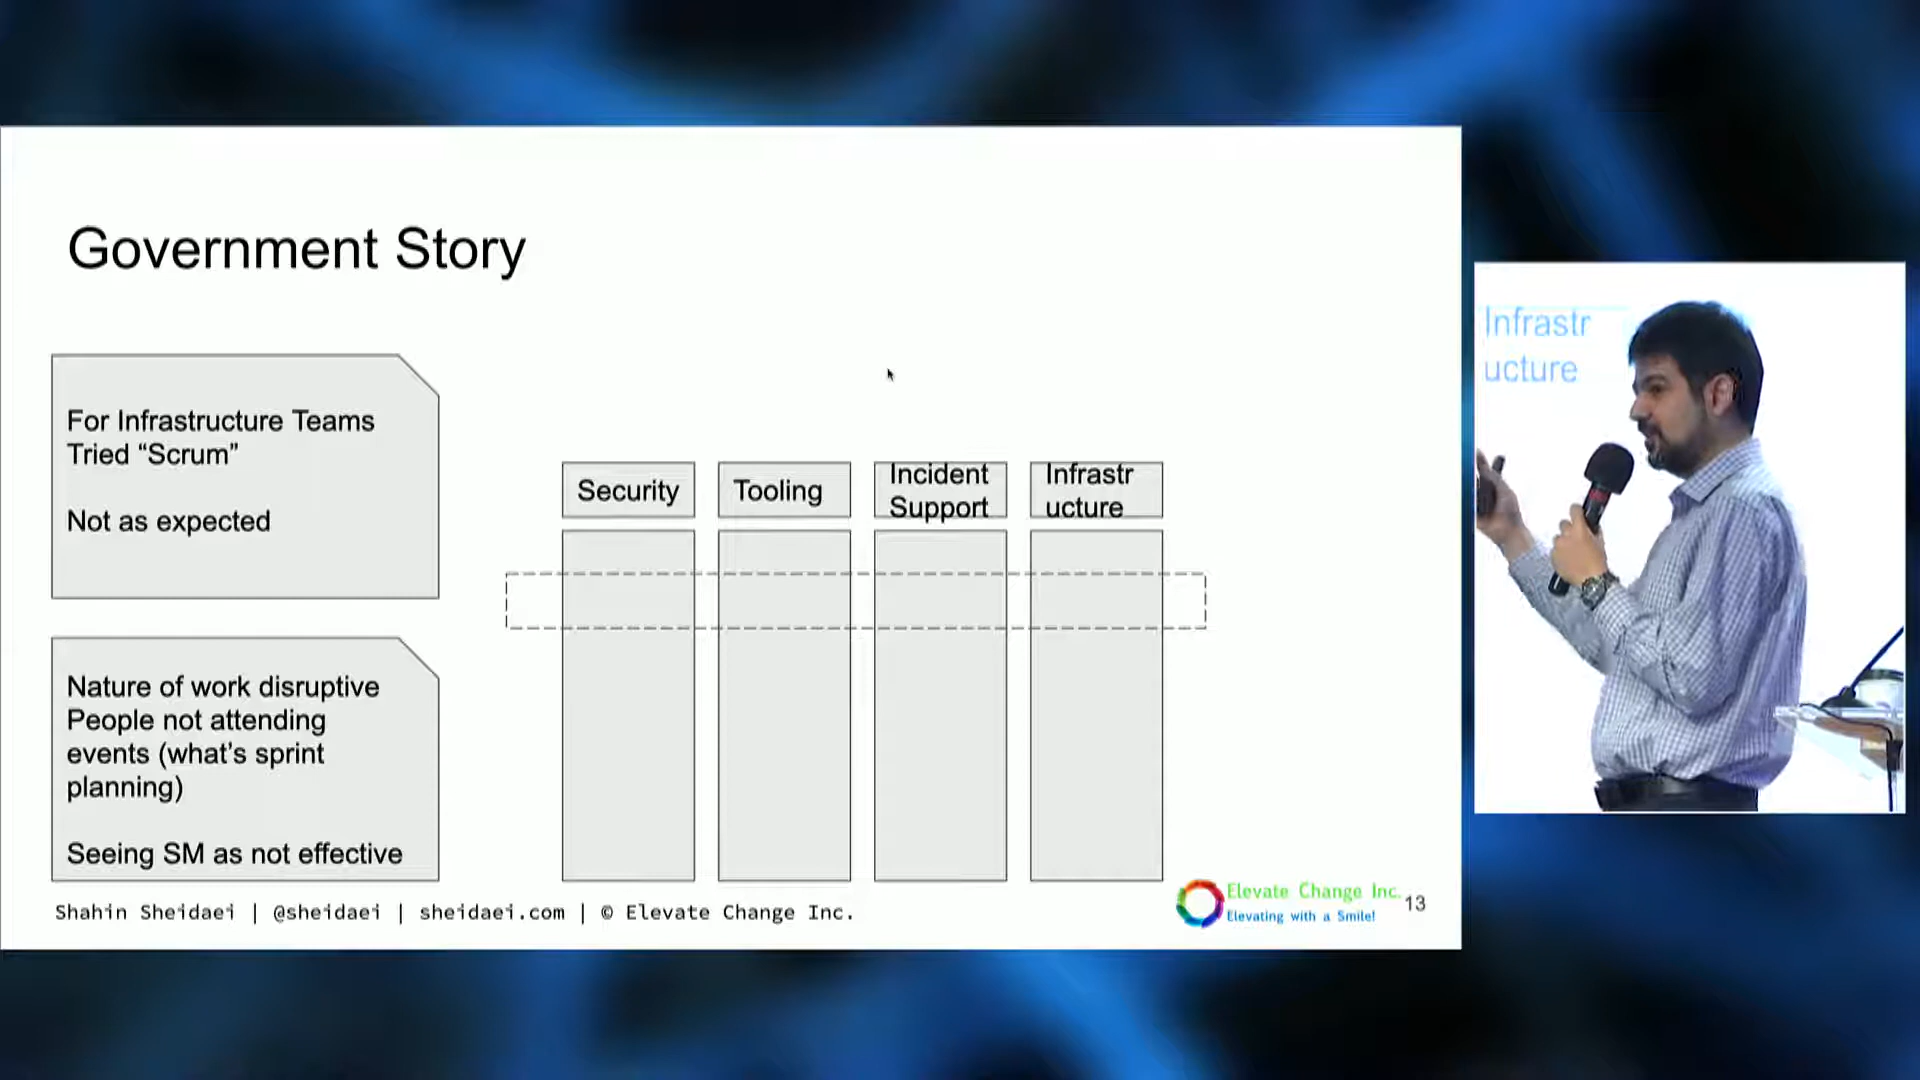 Government Story
For Infrastructure Teams
Tried “Scrum”
Not as expected
Nature of work disruptive
People not attending
events (what’s sprint
planning)
Seeing SM as not effective
Security
Tooling
Incident
Support
Infrastr
ucture
Shahin Sheidaei | @sheidaei | sheidaei.com | © Elevate Change Inc.
Elevate Change Inc.
Elevating with a Smile!
13
Infrastr
ucture